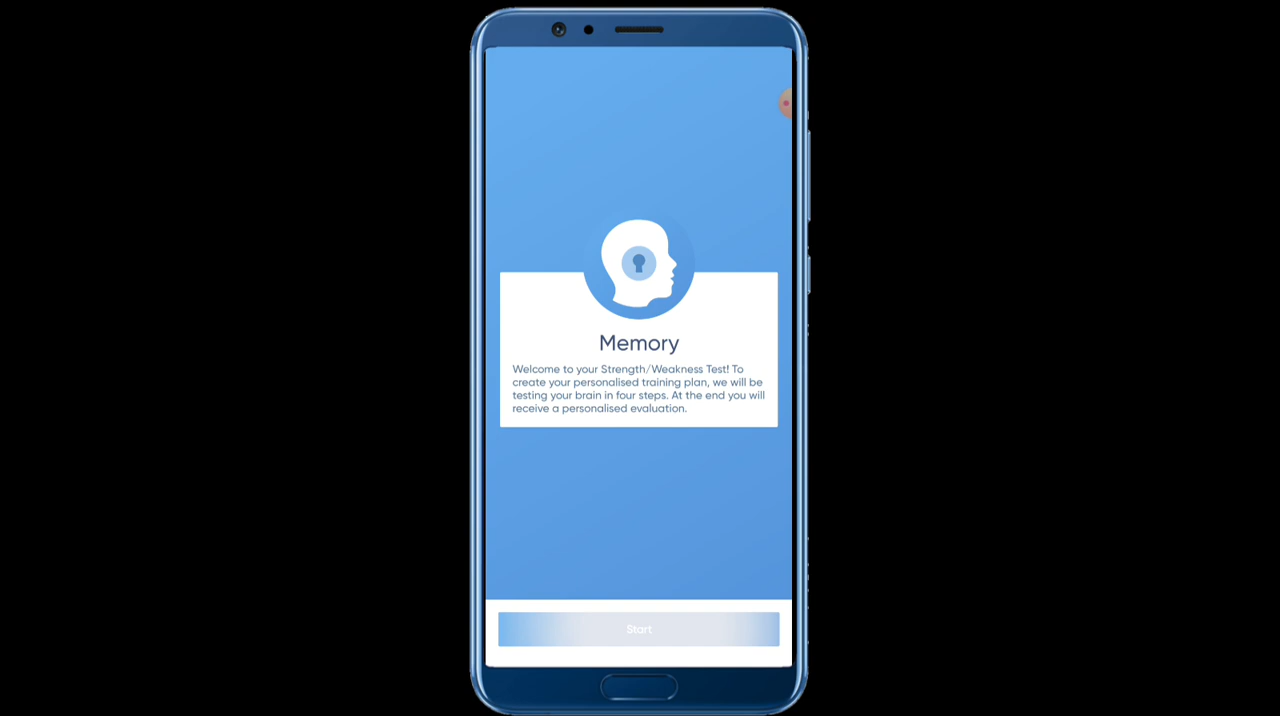 Memory
Welcome to your Strength/Weakness Test! To
create your personalised training plan, we will be
testing your brain in four steps. At the end you will
receive a personalised evaluation.
Start